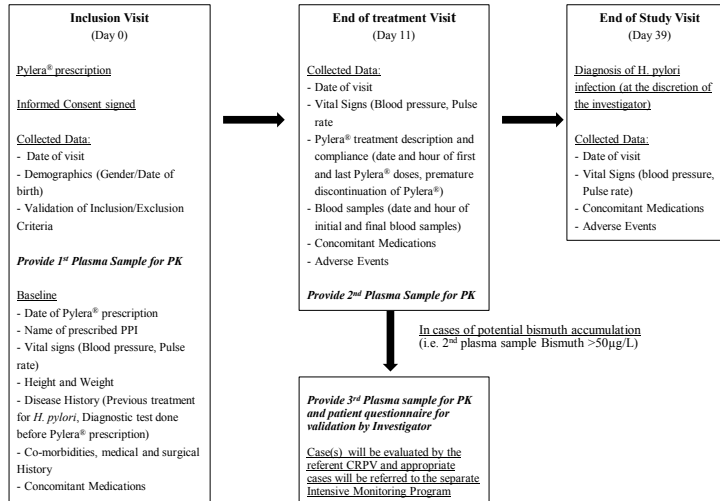 Inclusion Visit
(Day 0)
Pylera® prescription
Informed Consent signed
Collected Data:
- Date of visit
- Demographics (Gender/Date of
birth)
- Validation of Inclusion/Exclusion
Criteria
Provide 1st Plasma Sample for PK
Baseline
- Date of Pylera® prescription
- Name of prescribed PPI
- Vital signs (Blood pressure, Pulse
rate)
- Height and Weight
- Disease History (Previous treatment
for H. pylori, Diagnostic test done
before Pylera® prescription)
- Co-morbidities, medical and surgical
History
- Concomitant Medications
End of treatment Visit
(Day 11)
Collected Data:
- Date of visit
- Vital Signs (Blood pressure, Pulse
rate
- Pylera® treatment description and
compliance (date and hour of first
and last Pylera® doses, premature
discontinuation of Pylera®)
- Blood samples (date and hour of
initial and final blood samples)
- Concomitant Medications
- Adverse Events
Provide 2nd Plasma Sample for PK
End of Study Visit
(Day 39)
Diagnosis of H. pylori
infection (at the discretion of
the investigator)
Collected Data:
- Date of visit
- Vital Signs (blood pressure,
Pulse rate)
- Concomitant Medications
- Adverse Events
In cases of potential bismuth accumulation
(i.e. 2nd plasma sample Bismuth >50µg/L)
Provide 3rd Plasma sample for PK
and patient questionnaire for
validation by Investigator
Case(s) will be evaluated by the
referent CRPV and appropriate
cases will be referred to the separate
Intensive Monitoring Program